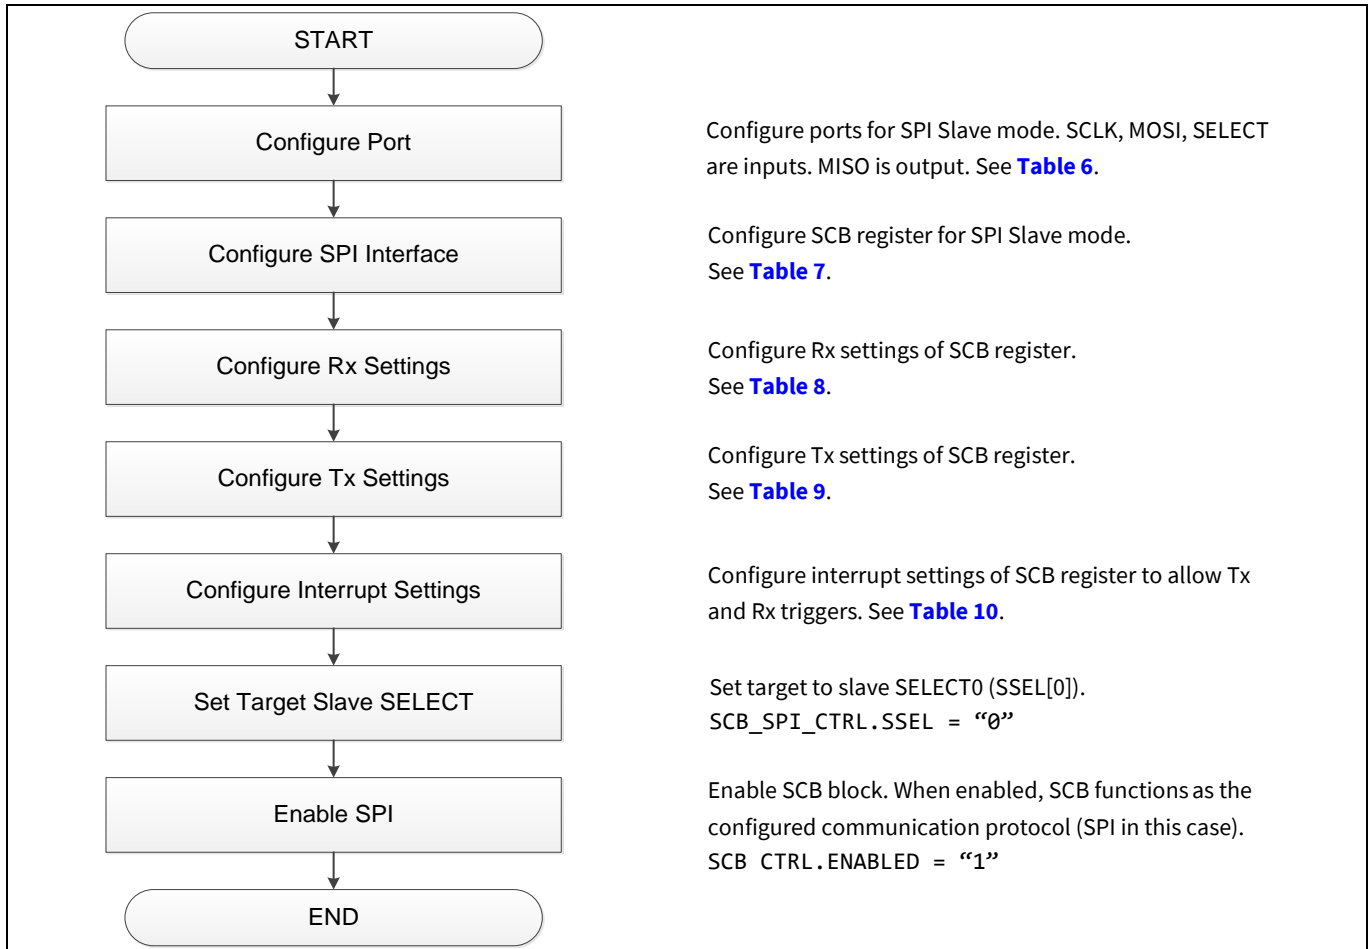 START
Configure Port
Configure ports for SPI Slave mode. SCLK, MOSI, SELECT
are inputs. MISO is output. See Table 6.
Configure SPI Interface
Configure SCB register for SPI Slave mode.
See Table 7.
Configure Rx Settings
Configure Rx settings of SCB register.
See Table 8.
Configure Tx Settings
Configure Tx settings of SCB register.
See Table 9.
Configure Interrupt Settings
Configure interrupt settings of SCB register to allow Tx
and Rx triggers. See Table 10.
Set Target Slave SELECT
Set target to slave SELECT0 (SSEL[0]).
SCB_SPI_CTRL.SSEL = “0”
Enable SPI
Enable SCB block. When enabled, SCB functions as the
configured communication protocol (SPI in this case).
SCB CTRL.ENABLED = “1”
END